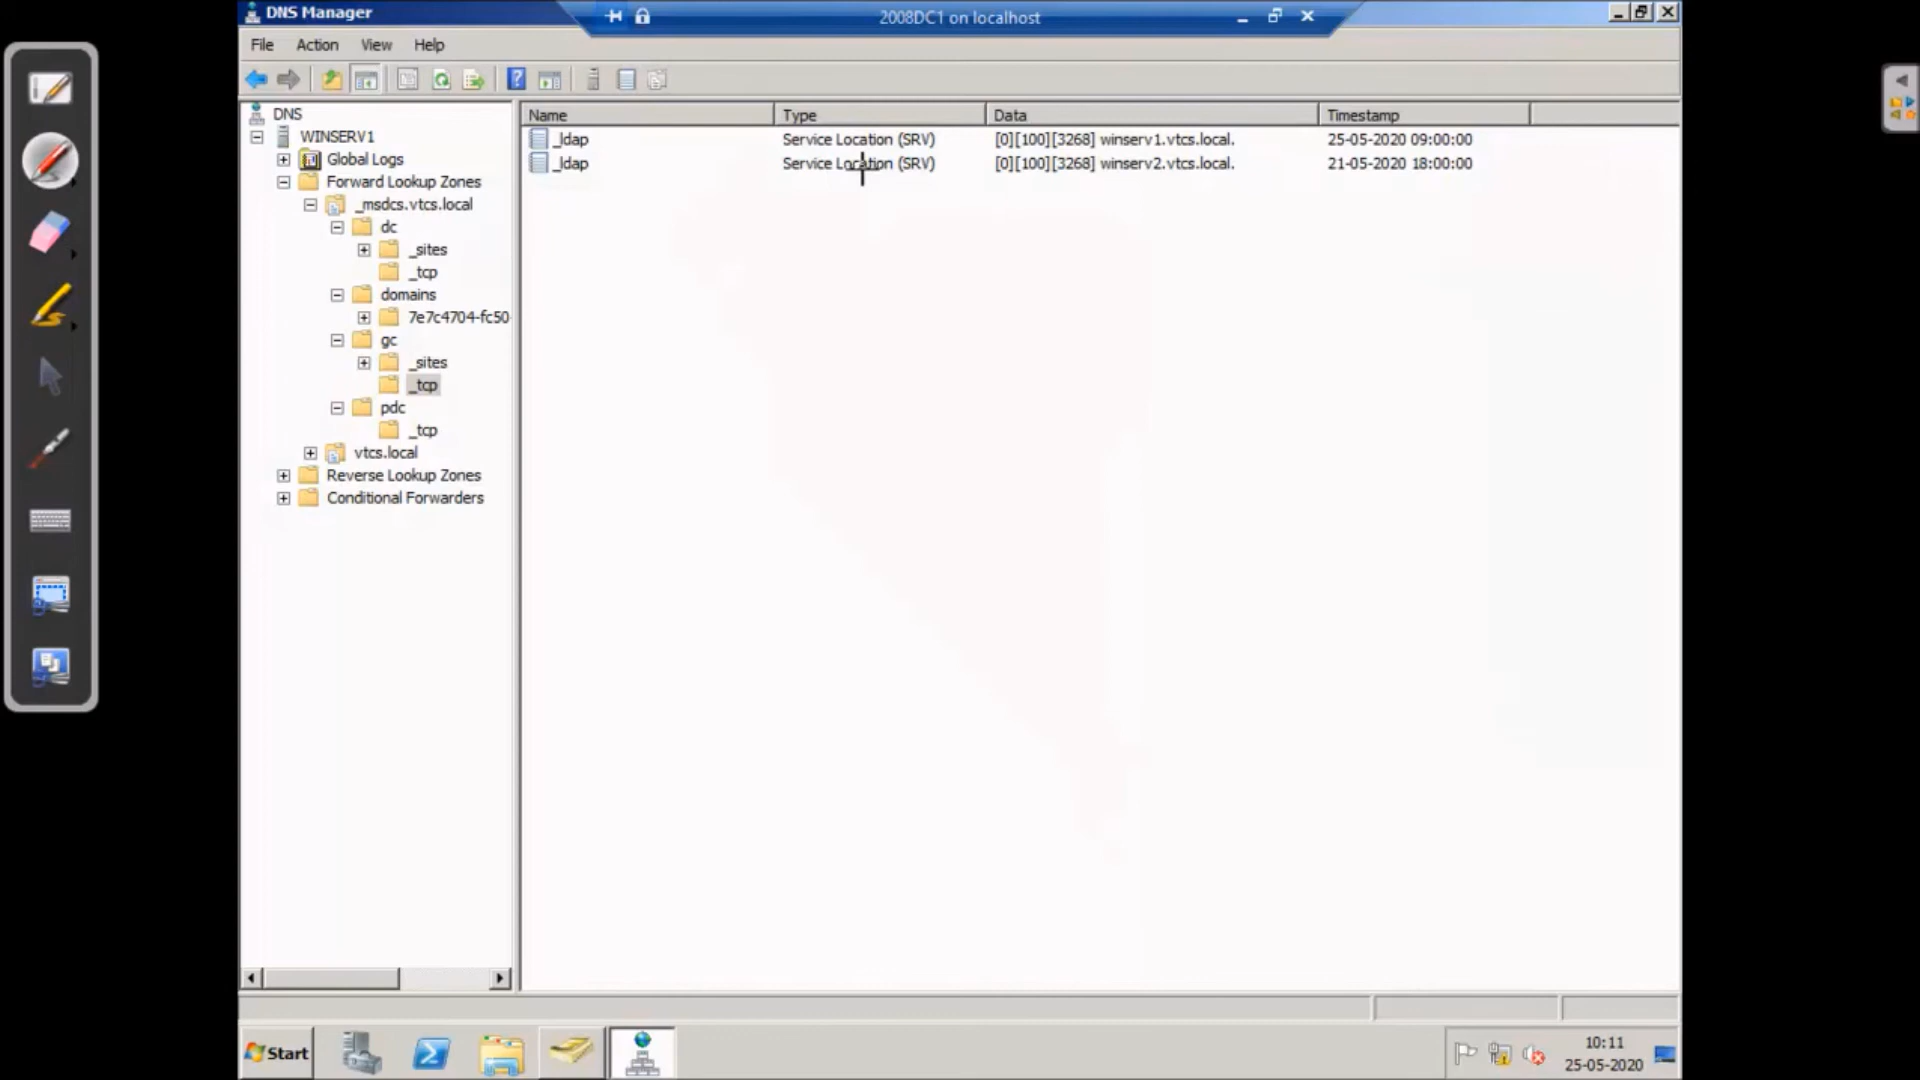 DNS Manager
2008DC1 on localhost
File Action View Help
DNS
WINSERV1
Global Logs
Forward Lookup Zones
_msdcs.vtcs.local
dc
_sites
_tcp
domains
7e7c4704-fc50-
gc
_sites
_tcp
pdc
_tcp
vtcs.local
Reverse Lookup Zones
Conditional Forwarders
Name Type Data Timestamp
_ldap Service Location (SRV) [0][100][3268] winserv1.vtcs.local. 25-05-2020 09:00:00
_ldap Service Location (SRV) [0][100][3268] winserv2.vtcs.local. 21-05-2020 18:00:00
Start
10:11
25-05-2020